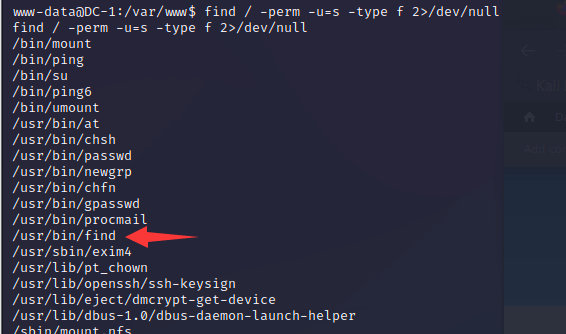 www-data@DC-1:/var/www$ find / -perm -u=s -type f 2>/dev/null
find / -perm -u=s -type f 2>/dev/null
/bin/mount
/bin/ping
/bin/su
/bin/ping6
/bin/umount
/usr/bin/at
/usr/bin/chsh
/usr/bin/passwd
/usr/bin/newgrp
/usr/bin/chfn
/usr/bin/gpasswd
/usr/bin/procmail
/usr/bin/find
/usr/sbin/exim4
/usr/lib/pt_chown
/usr/lib/openssh/ssh-keysign
/usr/lib/eject/dmcrypt-get-device
/usr/lib/dbus-1.0/dbus-daemon-launch-helper
/sbin/mount.nfs